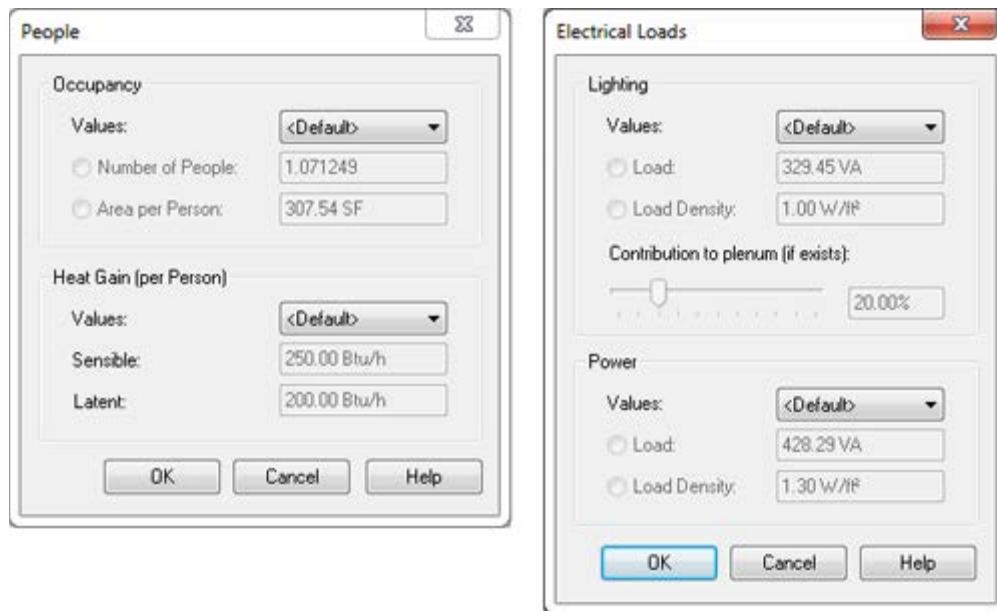 People
Occupancy
Values: <Default>
Number of People: 1.071249
Area per Person: 307.54 SF
Heat Gain (per Person)
Values: <Default>
Sensible: 250.00 Btu/h
Latent: 200.00 Btu/h
OK Cancel Help
Electrical Loads
Lighting
Values: <Default>
Load: 329.45 VA
Load Density: 1.00 W/ft²
Contribution to plenum (if exists):
20.00%
Power
Values: <Default>
Load: 428.29 VA
Load Density: 1.30 W/ft²
OK Cancel Help